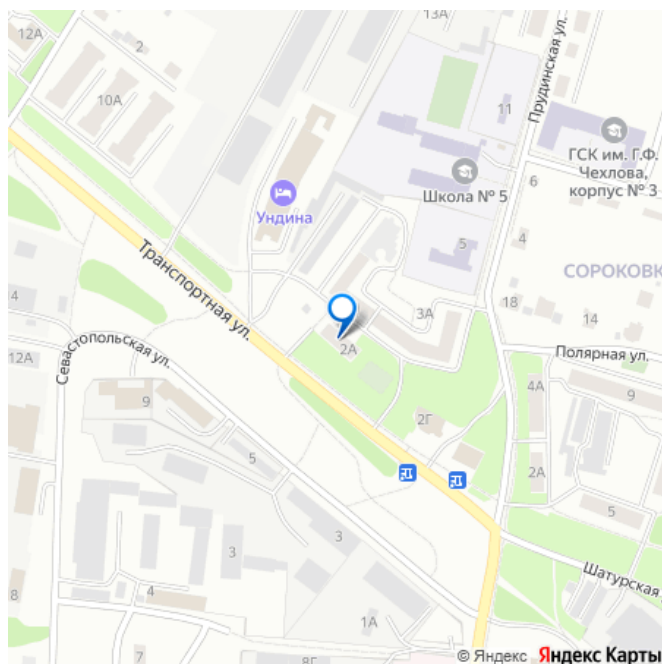 12А
2
13А
10А
11
Прудинская ул.
ГСК им. Г.Ф.
Чехлова,
корпус № 3
Школа № 5
6
Ундина
5
4
СОРОКОВК
Транспортная ул.
4
3А
18
14
Полярная ул.
Севастопольская ул.
12А
2А
4А
9
9
2Г
5
2А
5
3
3
Шатурская
8
4
1А
7
8Г
© Яндекс Яндекс Карты